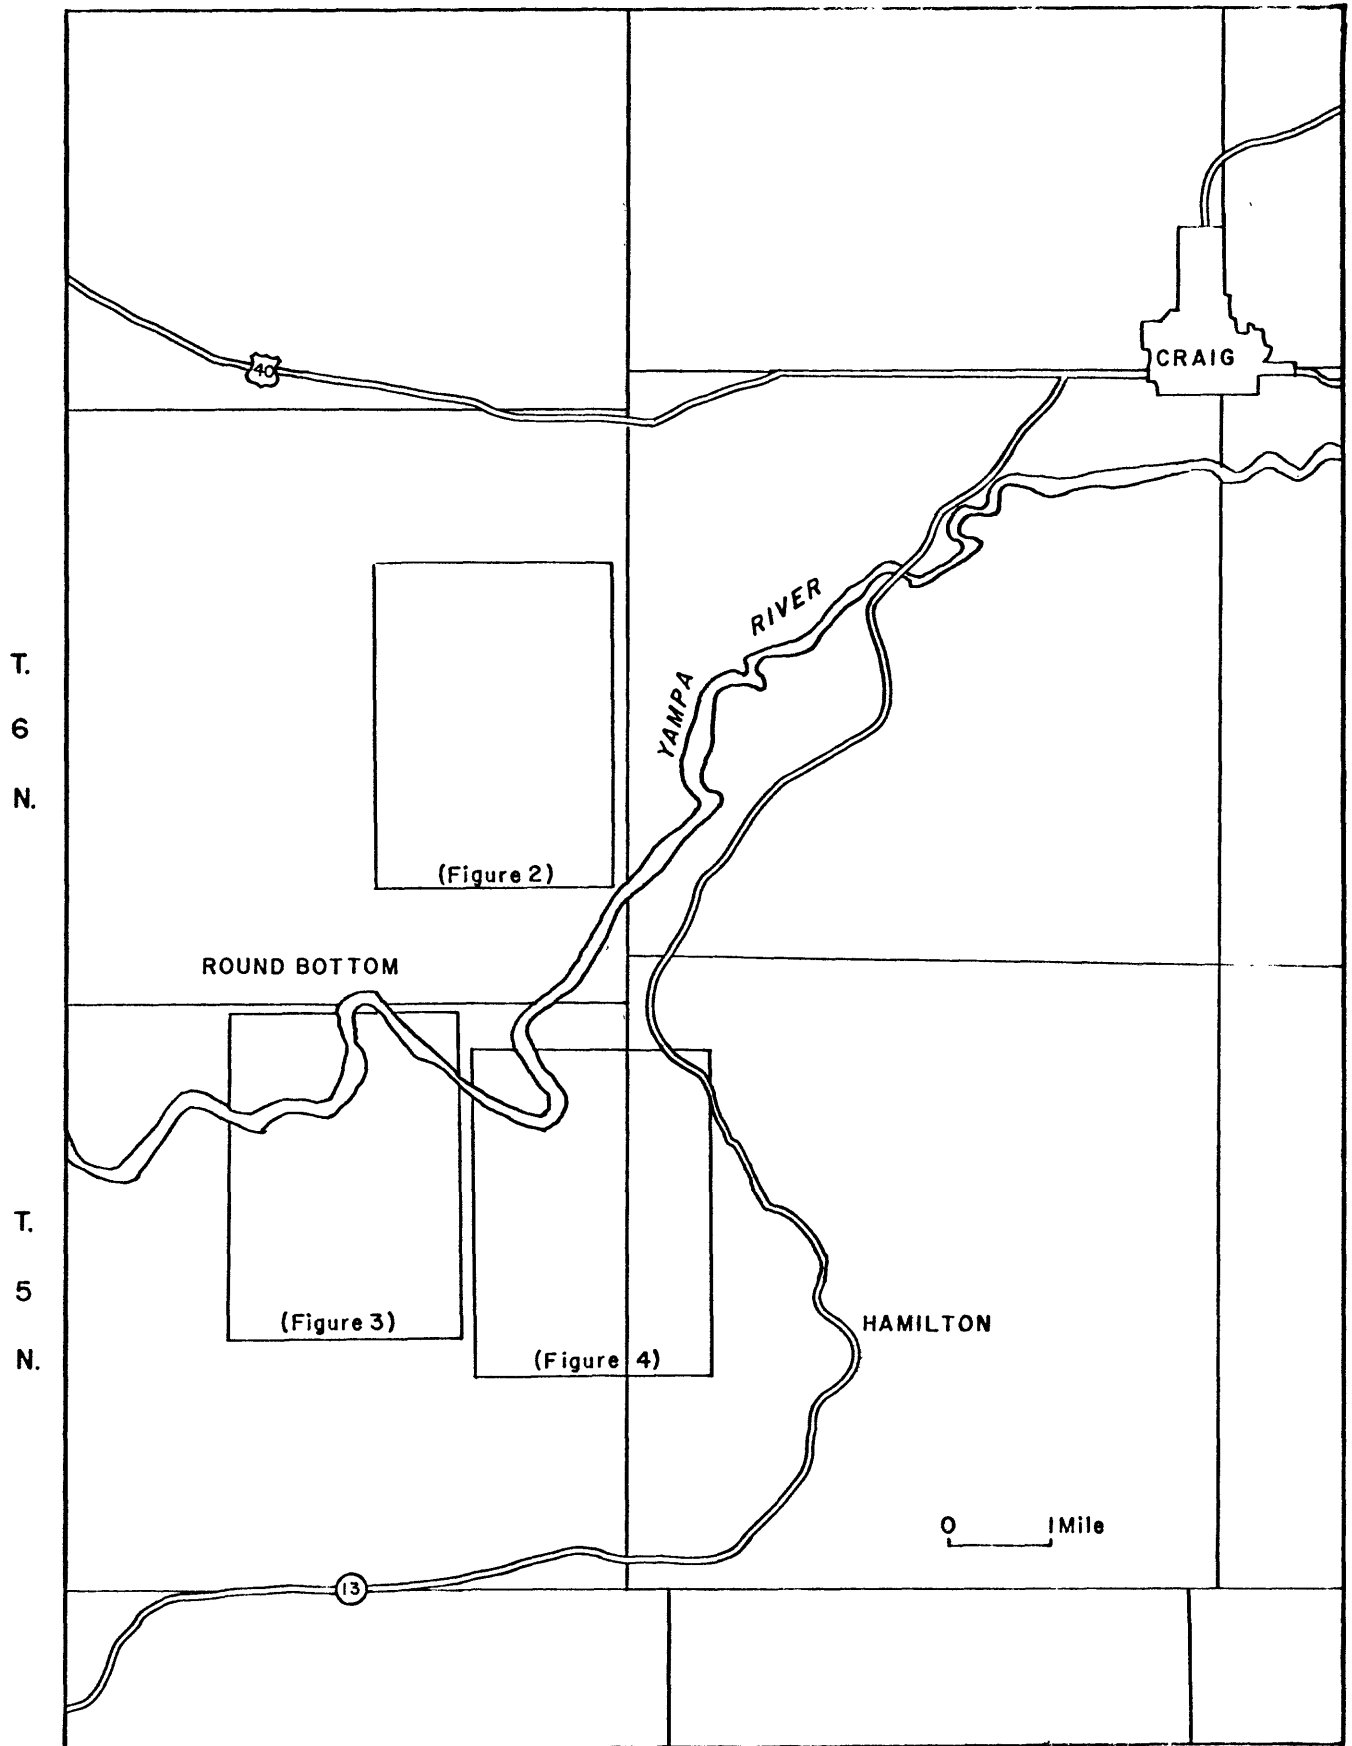 40
CRAIG
RIVER
YAMPA
T.
6
N.
(Figure 2)
ROUND BOTTOM
T.
5
N.
(Figure 3)
HAMILTON
(Figure 4)
0 1 Mile
13